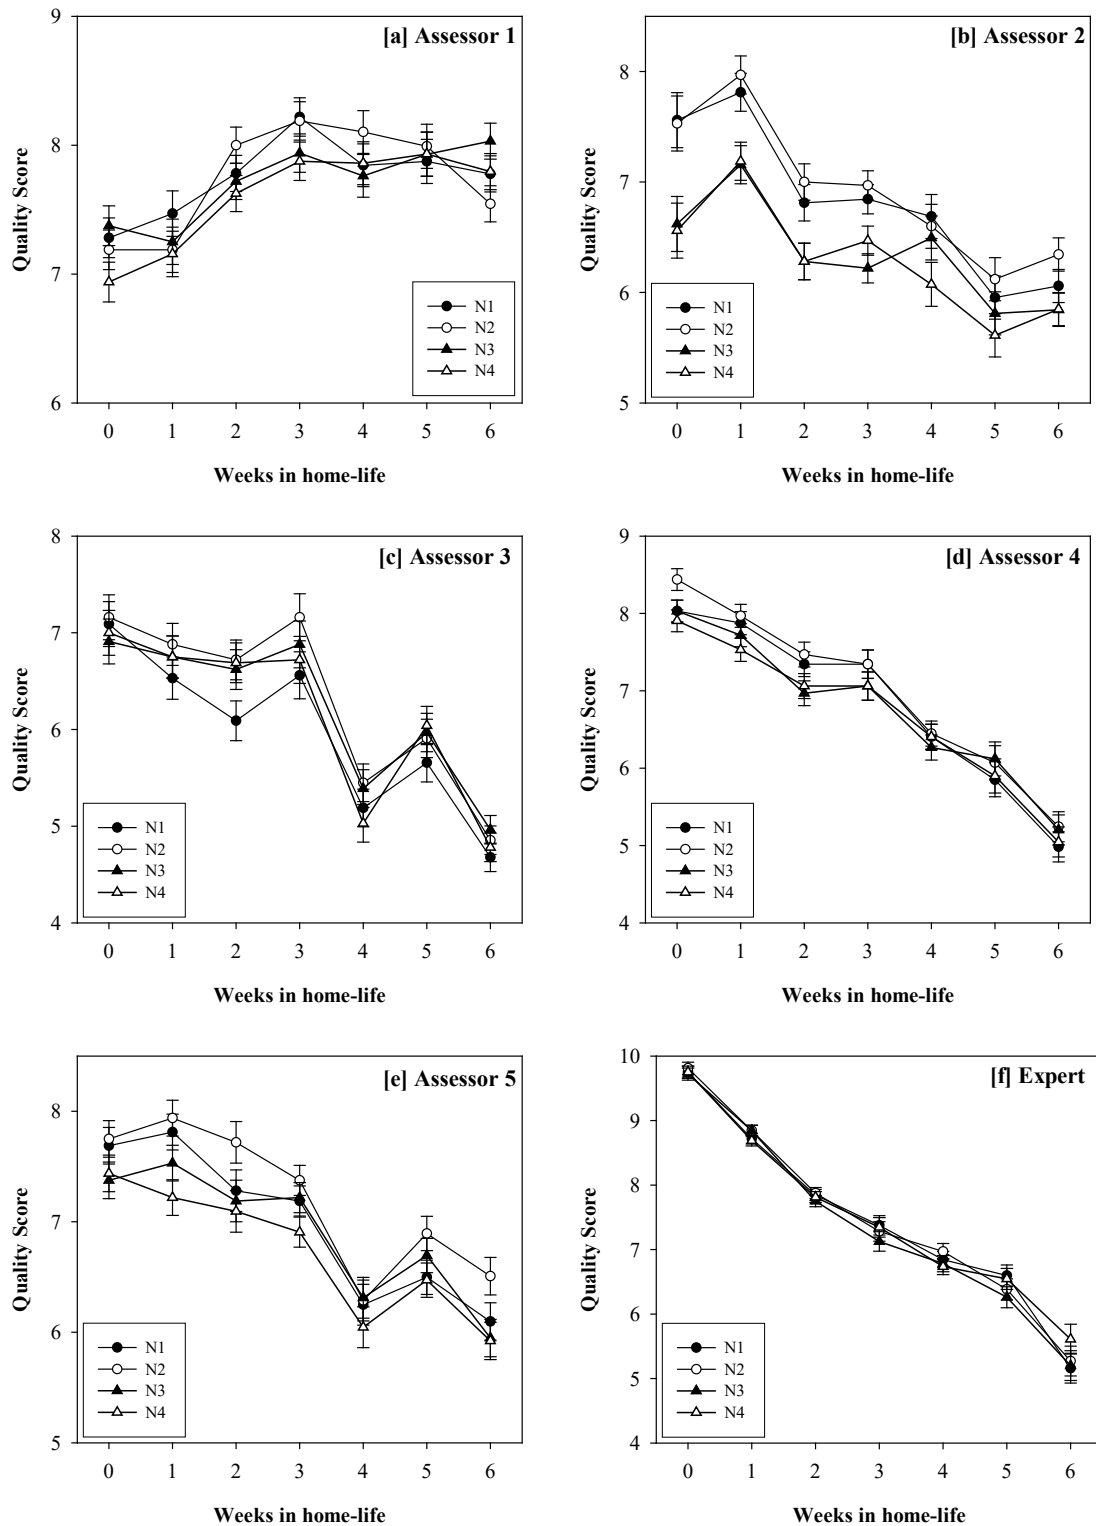 [a] Assessor 1
Quality Score
9
8
7
6
N1
N2
N3
N4
0 1 2 3 4 5 6
Weeks in home-life
[b] Assessor 2
Quality Score
8
7
6
5
N1
N2
N3
N4
0 1 2 3 4 5 6
Weeks in home-life
[c] Assessor 3
Quality Score
8
7
6
5
4
N1
N2
N3
N4
0 1 2 3 4 5 6
Weeks in home-life
[d] Assessor 4
Quality Score
9
8
7
6
5
4
N1
N2
N3
N4
0 1 2 3 4 5 6
Weeks in home-life
[e] Assessor 5
Quality Score
8
7
6
5
N1
N2
N3
N4
0 1 2 3 4 5 6
Weeks in home-life
[f] Expert
Quality Score
10
9
8
7
6
5
4
N1
N2
N3
N4
0 1 2 3 4 5 6
Weeks in home-life